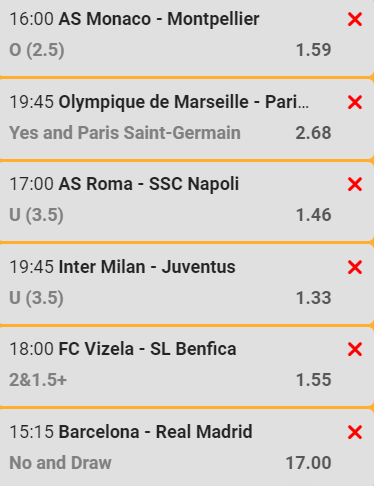 16:00 AS Monaco - Montpellier
O (2.5) 1.59
19:45 Olympique de Marseille - Pari...
Yes and Paris Saint-Germain 2.68
17:00 AS Roma - SSC Napoli
U (3.5) 1.46
19:45 Inter Milan - Juventus
U (3.5) 1.33
18:00 FC Vizela - SL Benfica
2&1.5+ 1.55
15:15 Barcelona - Real Madrid
No and Draw 17.00